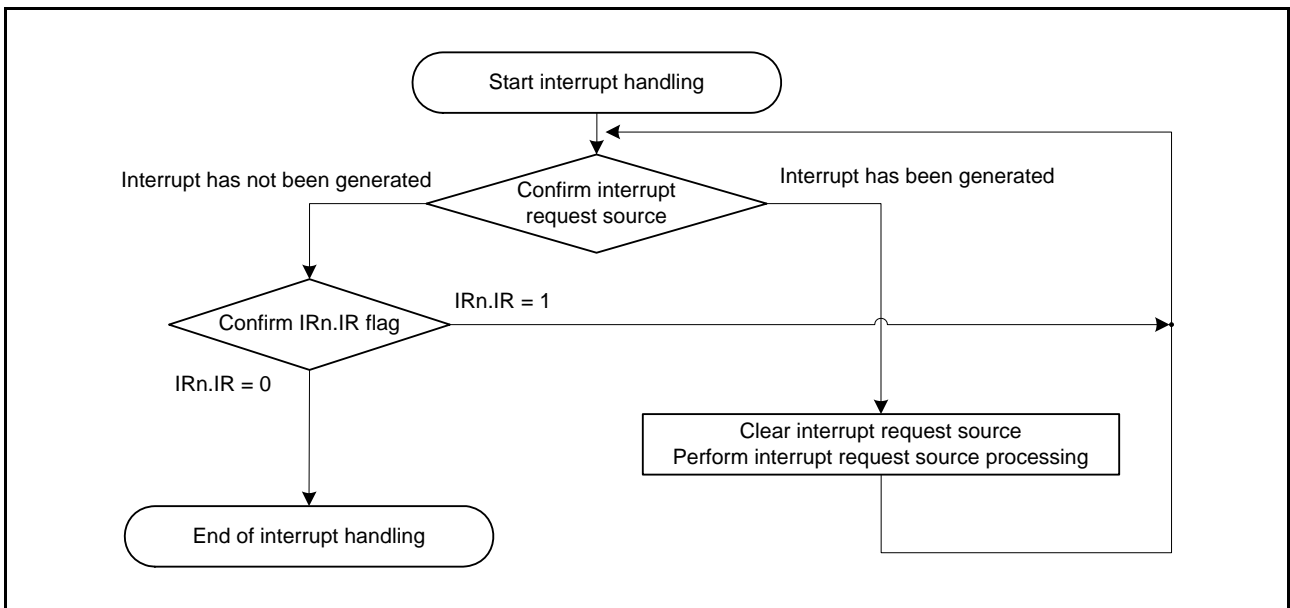 Start interrupt handling
Interrupt has not been generated
Interrupt has been generated
Confirm interrupt
request source
IRn.IR = 1
Confirm IRn.IR flag
IRn.IR = 0
Clear interrupt request source
Perform interrupt request source processing
End of interrupt handling